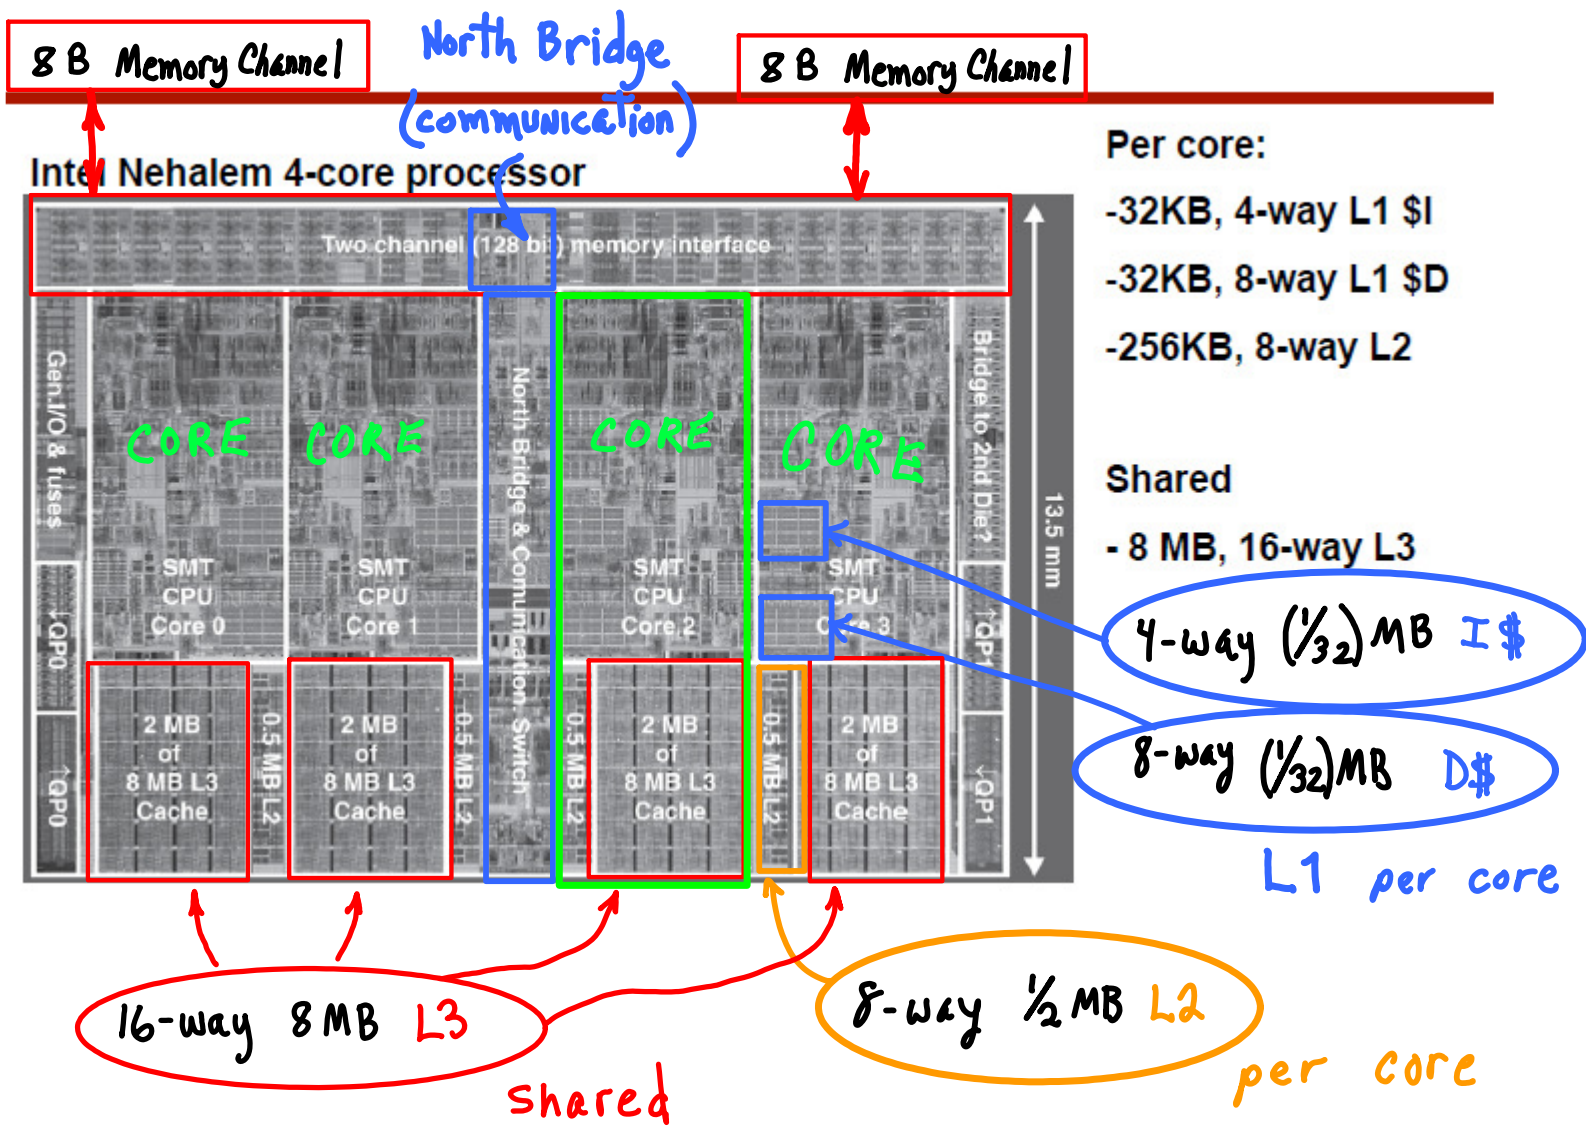 8 B Memory Channel
North Bridge
(communication)
8 B Memory Channel
Intel Nehalem 4-core processor
Two channel (128 bit) memory interface
Gen.I/O & fuses
↓QP0
↑QP0
CORE
SMT
CPU
Core 0
2 MB
of
8 MB L3
Cache
0.5 MB L2
CORE
SMT
CPU
Core 1
2 MB
of
8 MB L3
Cache
0.5 MB L2
North Bridge & Communication Switch
CORE
SMT
CPU
Core 2
0.5 MB L2
2 MB
of
8 MB L3
Cache
CORE
SMT
CPU
Core 3
0.5 MB L2
2 MB
of
8 MB L3
Cache
Bridge to 2nd Die?
↑QP1
↓QP1
13.5 mm
Per core:
-32KB, 4-way L1 $I
-32KB, 8-way L1 $D
-256KB, 8-way L2
Shared
- 8 MB, 16-way L3
4-way (1/32) MB I$
8-way (1/32) MB D$
L1 per core
16-way 8 MB L3
shared
8-way 1/2 MB L2
per core